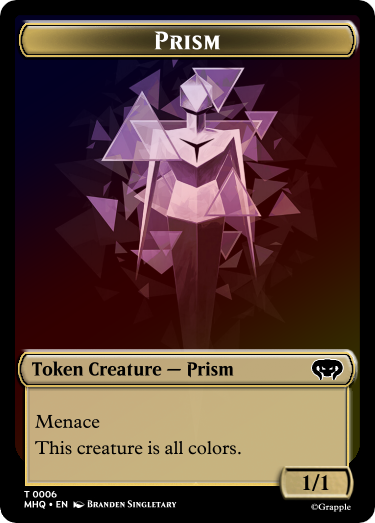 Prism
Token Creature — Prism
Menace
This creature is all colors.
1/1
T 0006
MHQ • EN Branden Singletary
©Grapple